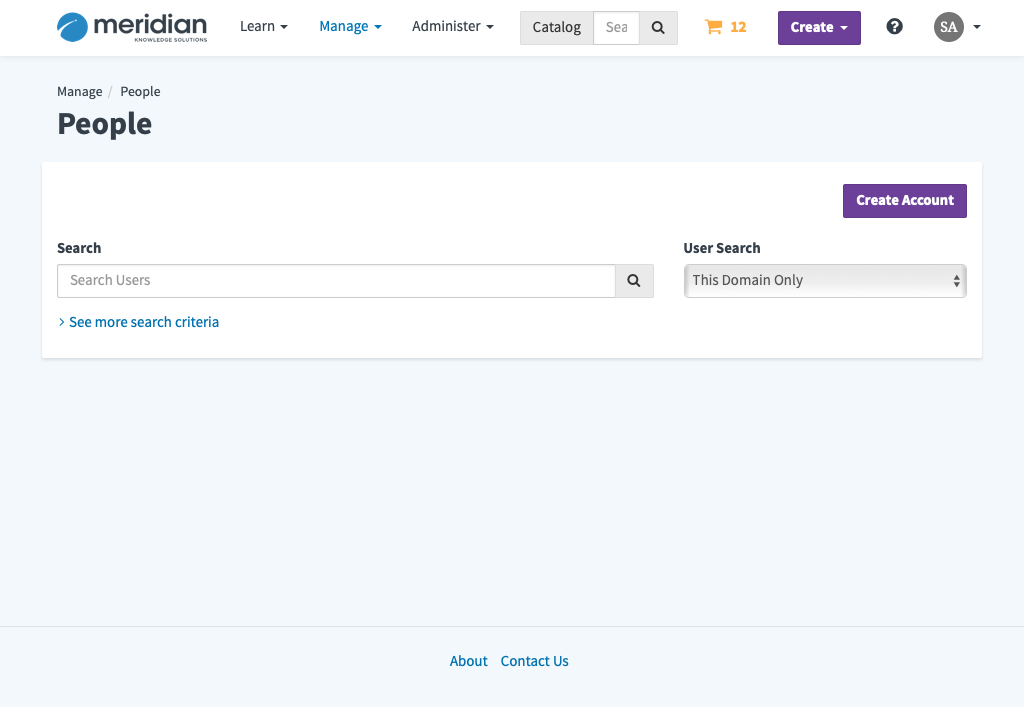 meridian
KNOWLEDGE SOLUTIONS
Learn Manage Administer Catalog Sea 12 Create SA
Manage / People
People
Create Account
Search
User Search
Search Users
This Domain Only
See more search criteria
About Contact Us